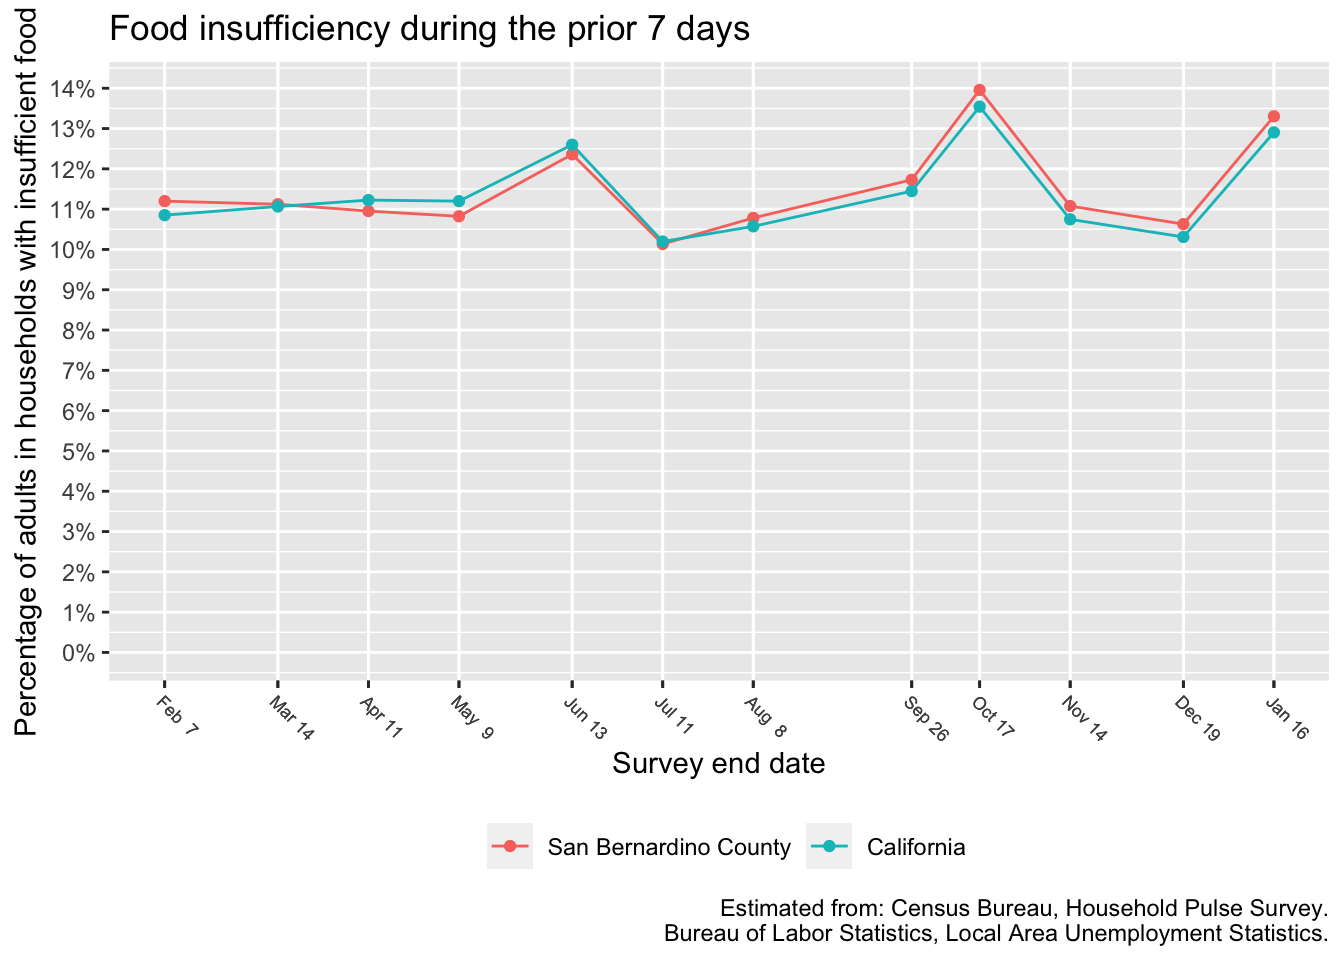 Food insufficiency during the prior 7 days
Percentage of adults in households with insufficient food
14%
13%
12%
11%
10%
9%
8%
7%
6%
5%
4%
3%
2%
1%
0%
Feb 7
Mar 14
Apr 11
May 9
Jun 13
Jul 11
Aug 8
Sep 26
Oct 17
Nov 14
Dec 19
Jan 16
Survey end date
San Bernardino County
California
Estimated from: Census Bureau, Household Pulse Survey.
Bureau of Labor Statistics, Local Area Unemployment Statistics.